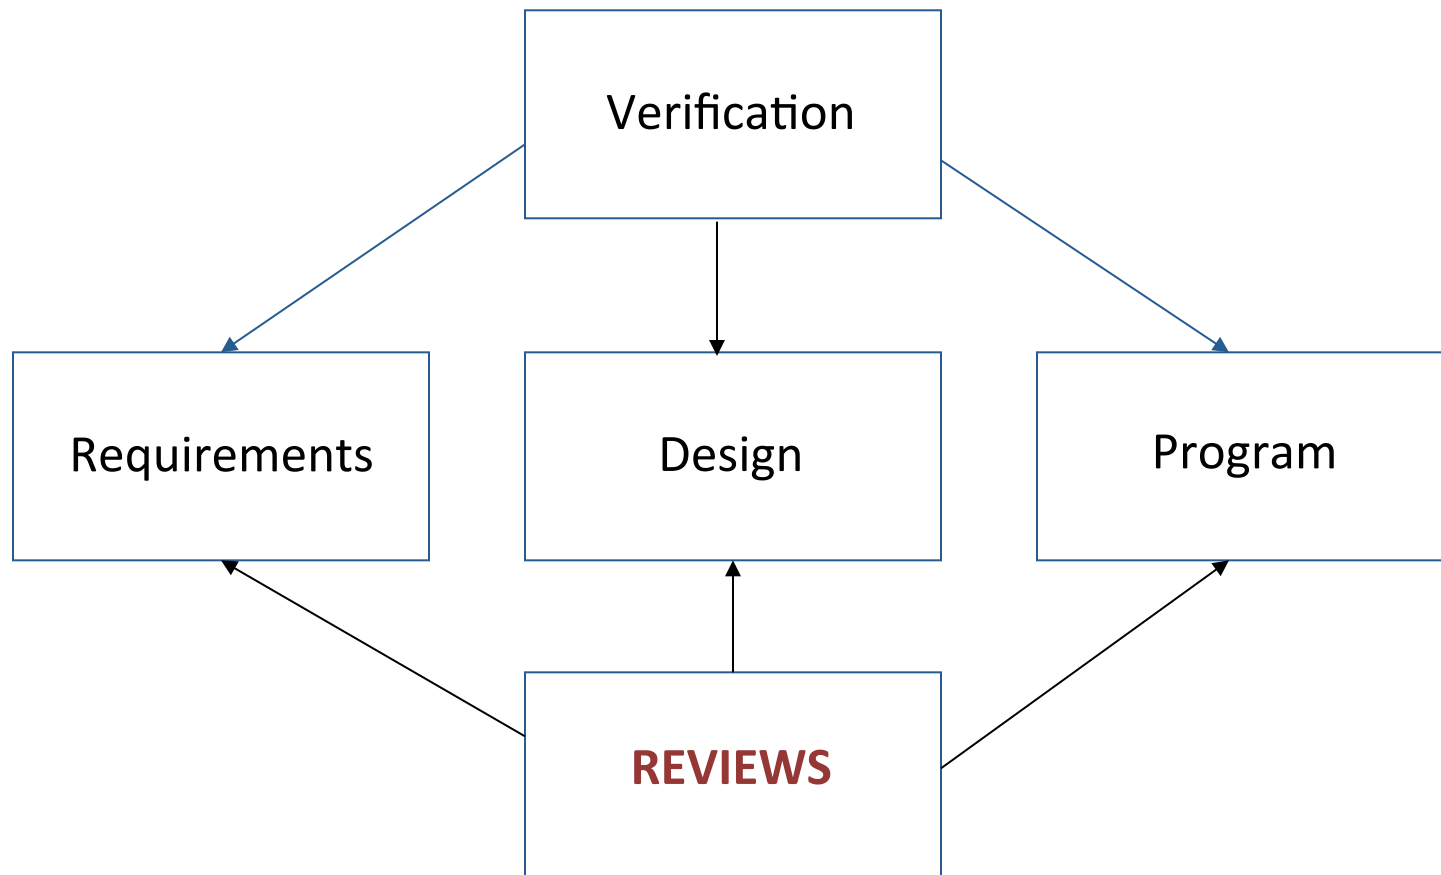 Verification
Requirements
Design
Program
REVIEWS